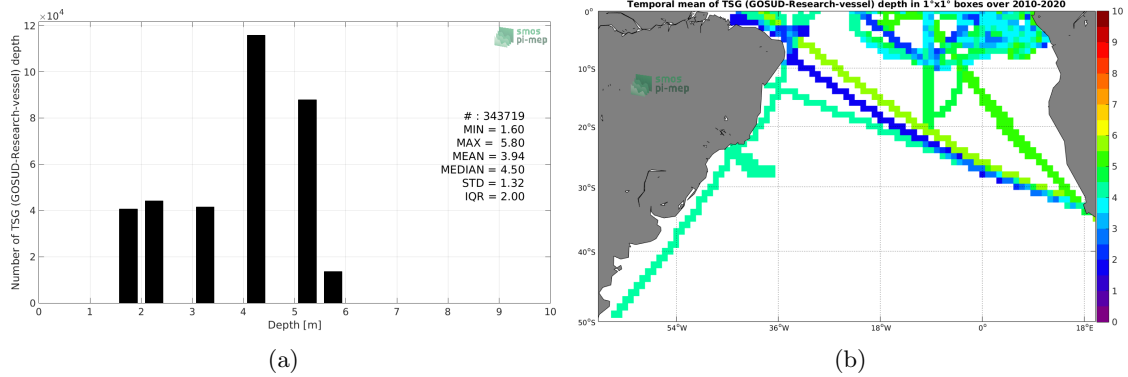 12
×10⁴
10
8
6
4
2
0
Number of TSG (GOSUD-Research-vessel) depth
smos
pi-mep
# : 343719
MIN = 1.60
MAX = 5.80
MEAN = 3.94
MEDIAN = 4.50
STD = 1.32
IQR = 2.00
0 1 2 3 4 5 6 7 8 9 10
Depth [m]
(a)
Temporal mean of TSG (GOSUD-Research-vessel) depth in 1°x1° boxes over 2010-2020
0°
10°S
20°S
30°S
40°S
50°S
smos
pi-mep
54°W 36°W 18°W 0° 18°E
10
9
8
7
6
5
4
3
2
1
0
(b)